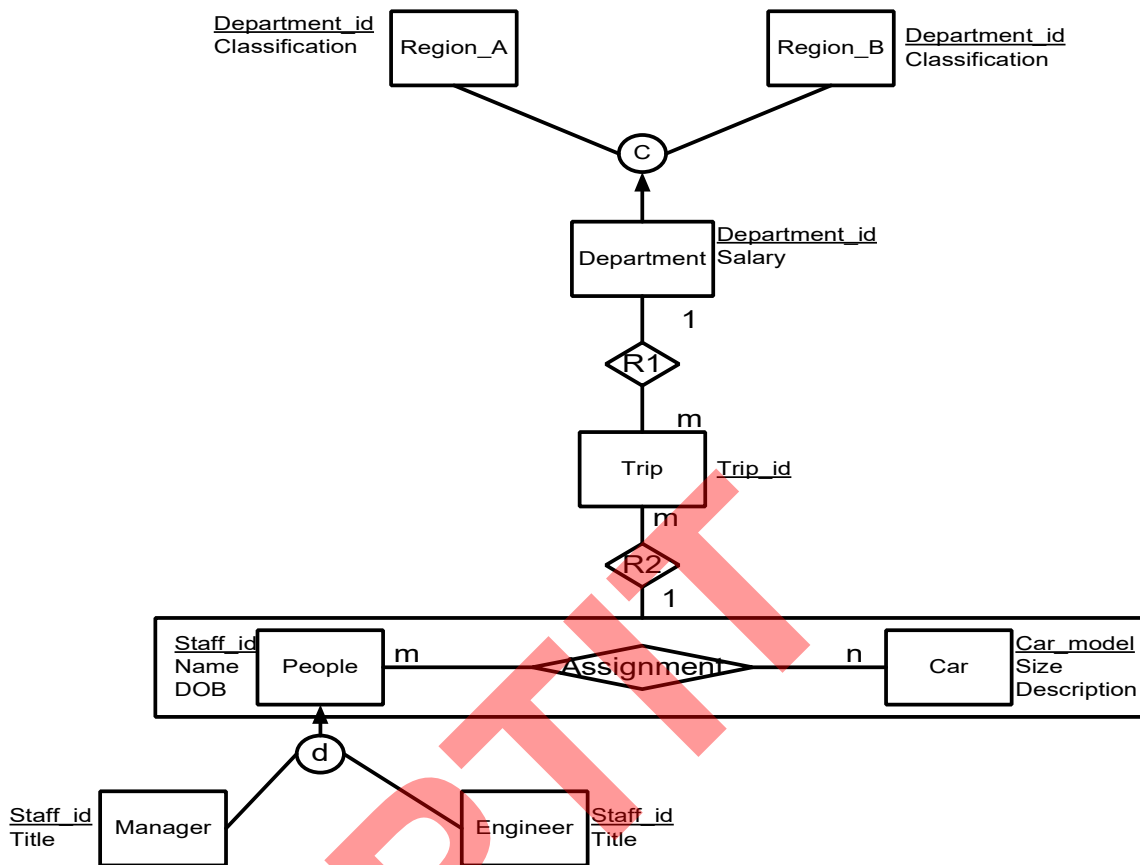 Department_id
Classification
Region_A
Region_B
Department_id
Classification
C
Department
Department_id
Salary
1
R1
m
Trip
Trip_id
m
R2
1
Staff_id
Name
DOB
People
m
Assignment
n
Car
Car_model
Size
Description
d
Staff_id
Title
Manager
Engineer
Staff_id
Title
PTIT